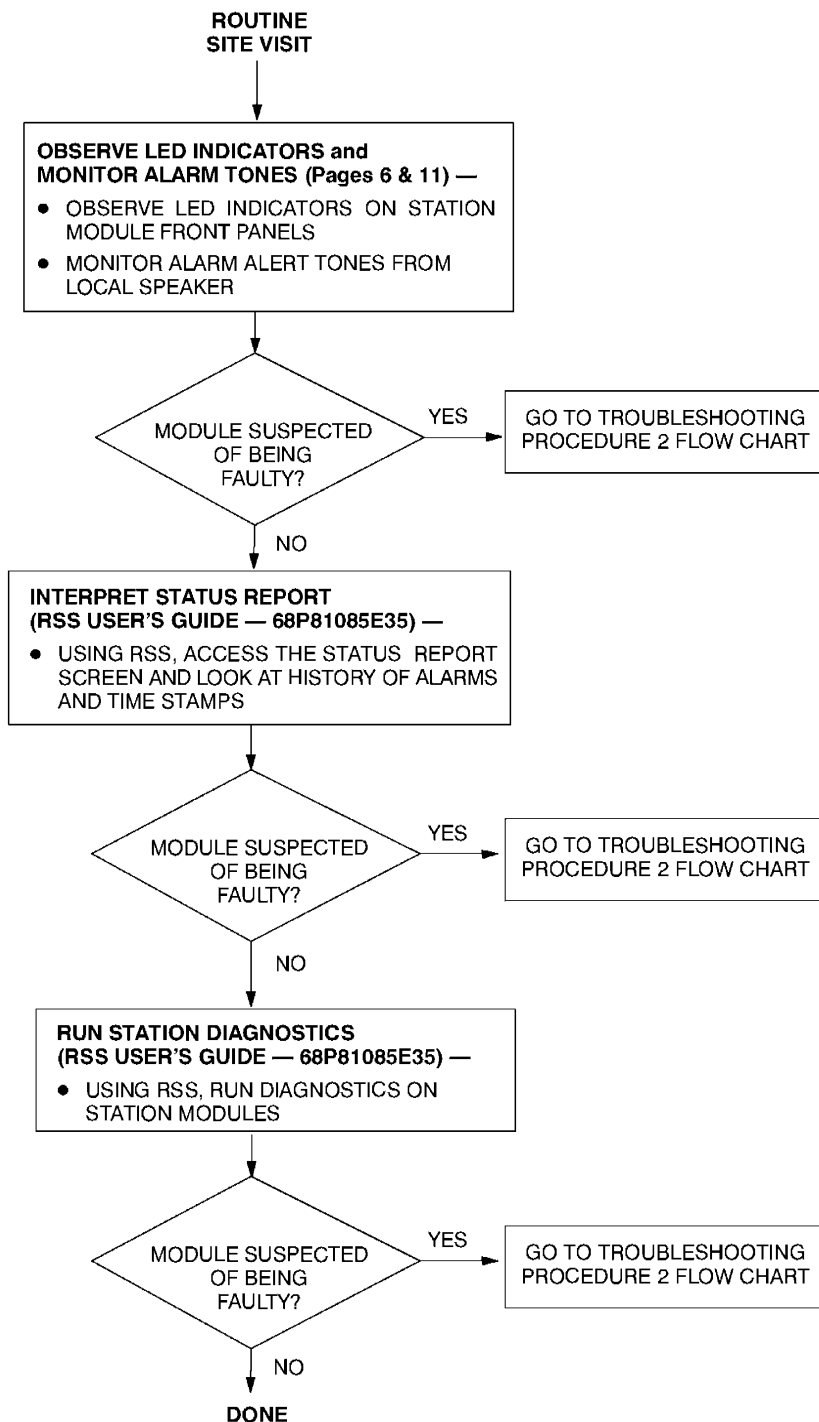 ROUTINE
SITE VISIT
OBSERVE LED INDICATORS and
MONITOR ALARM TONES (Pages 6 & 11) —
● OBSERVE LED INDICATORS ON STATION
MODULE FRONT PANELS
● MONITOR ALARM ALERT TONES FROM
LOCAL SPEAKER
MODULE SUSPECTED
OF BEING
FAULTY?
YES
GO TO TROUBLESHOOTING
PROCEDURE 2 FLOW CHART
NO
INTERPRET STATUS REPORT
(RSS USER'S GUIDE — 68P81085E35) —
● USING RSS, ACCESS THE STATUS REPORT
SCREEN AND LOOK AT HISTORY OF ALARMS
AND TIME STAMPS
MODULE SUSPECTED
OF BEING
FAULTY?
YES
GO TO TROUBLESHOOTING
PROCEDURE 2 FLOW CHART
NO
RUN STATION DIAGNOSTICS
(RSS USER'S GUIDE — 68P81085E35) —
● USING RSS, RUN DIAGNOSTICS ON
STATION MODULES
MODULE SUSPECTED
OF BEING
FAULTY?
YES
GO TO TROUBLESHOOTING
PROCEDURE 2 FLOW CHART
NO
DONE